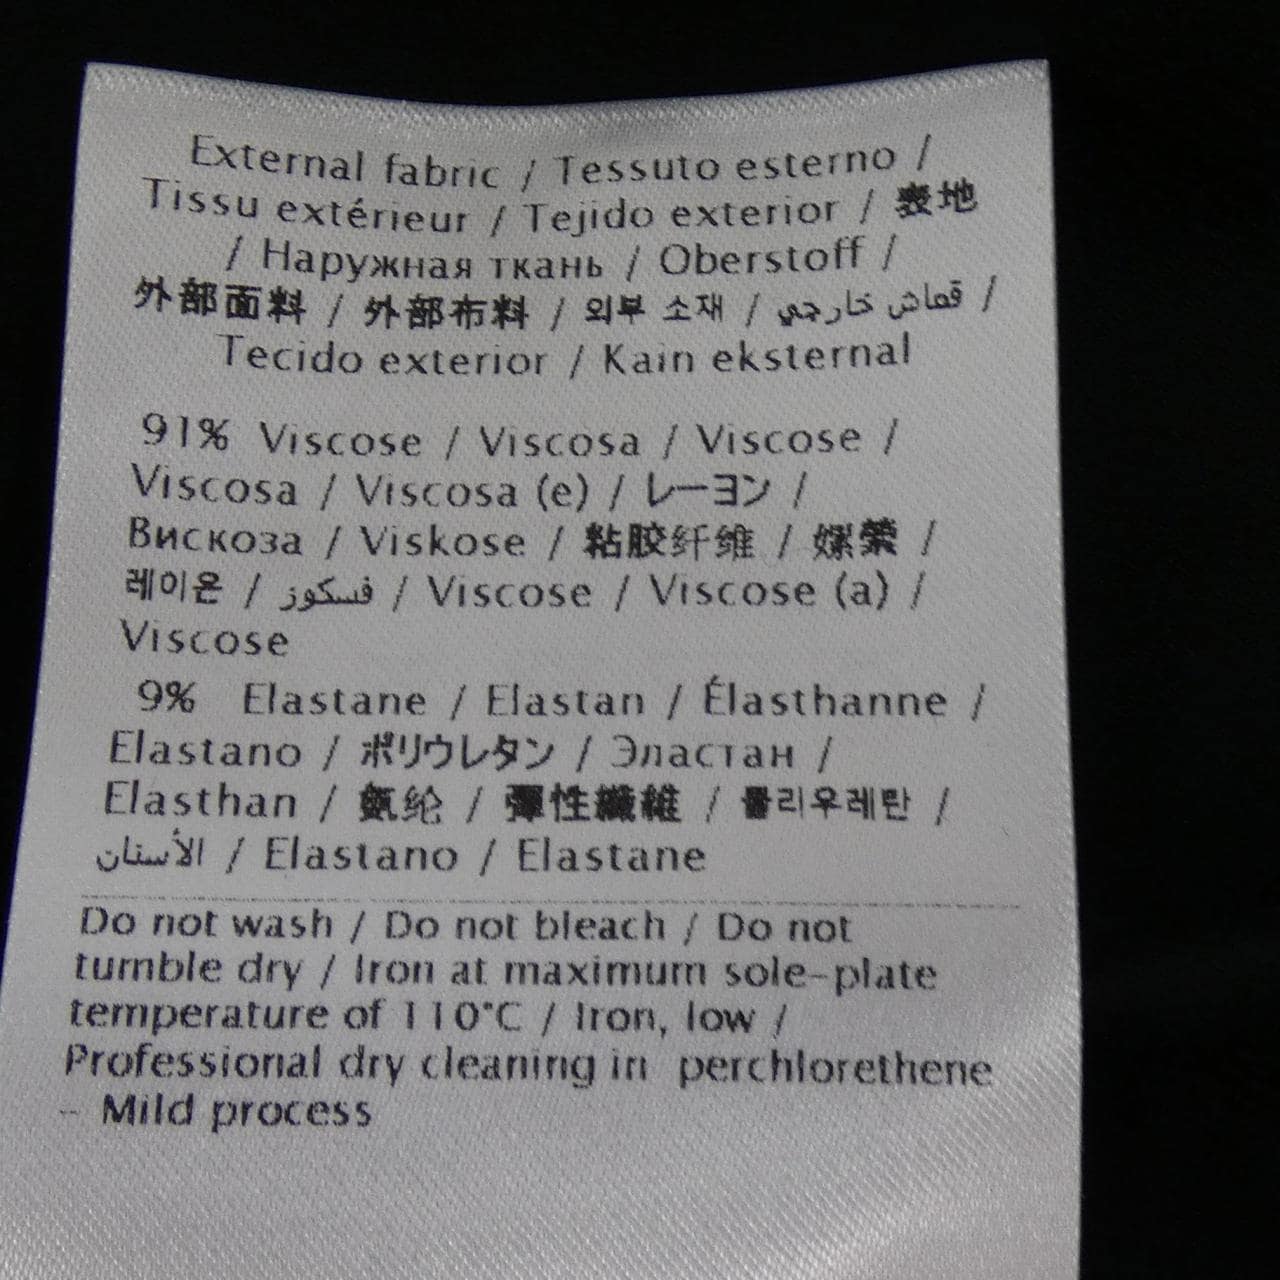 External fabric / Tessuto esterno /
Tissu extérieur / Tejido exterior / 表地
/ Наружная ткань / Oberstoff /
外部面料 / 外部布料 / 외부 소재 / قماش خارجي /
Tecido exterior / Kain eksternal
91% Viscose / Viscosa / Viscose /
Viscosa / Viscosa (e) / レーヨン /
Вискоза / Viskose / 粘胶纤维 / 嫘縈 /
레이온 / فسكوز / Viscose / Viscose (a) /
Viscose
9% Elastane / Elastan / Élasthanne /
Elastano / ポリウレタン / Эластан /
Elasthan / 氨纶 / 彈性纖維 / 폴리우레탄 /
الأستان / Elastano / Elastane
Do not wash / Do not bleach / Do not
tumble dry / Iron at maximum sole-plate
temperature of 110°C / Iron, low /
Professional dry cleaning in perchlorethene
- Mild process